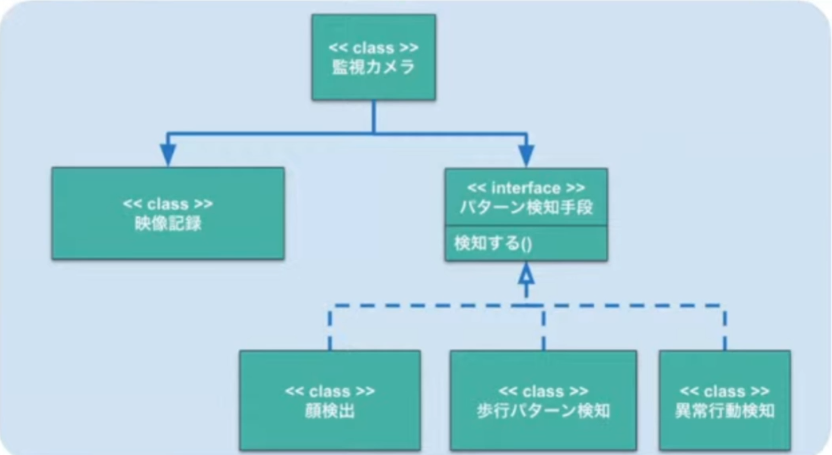 << class >>
監視カメラ
<< class >>
映像記録
<< interface >>
パターン検知手段
検知する()
<< class >>
顔検出
<< class >>
歩行パターン検知
<< class >>
異常行動検知